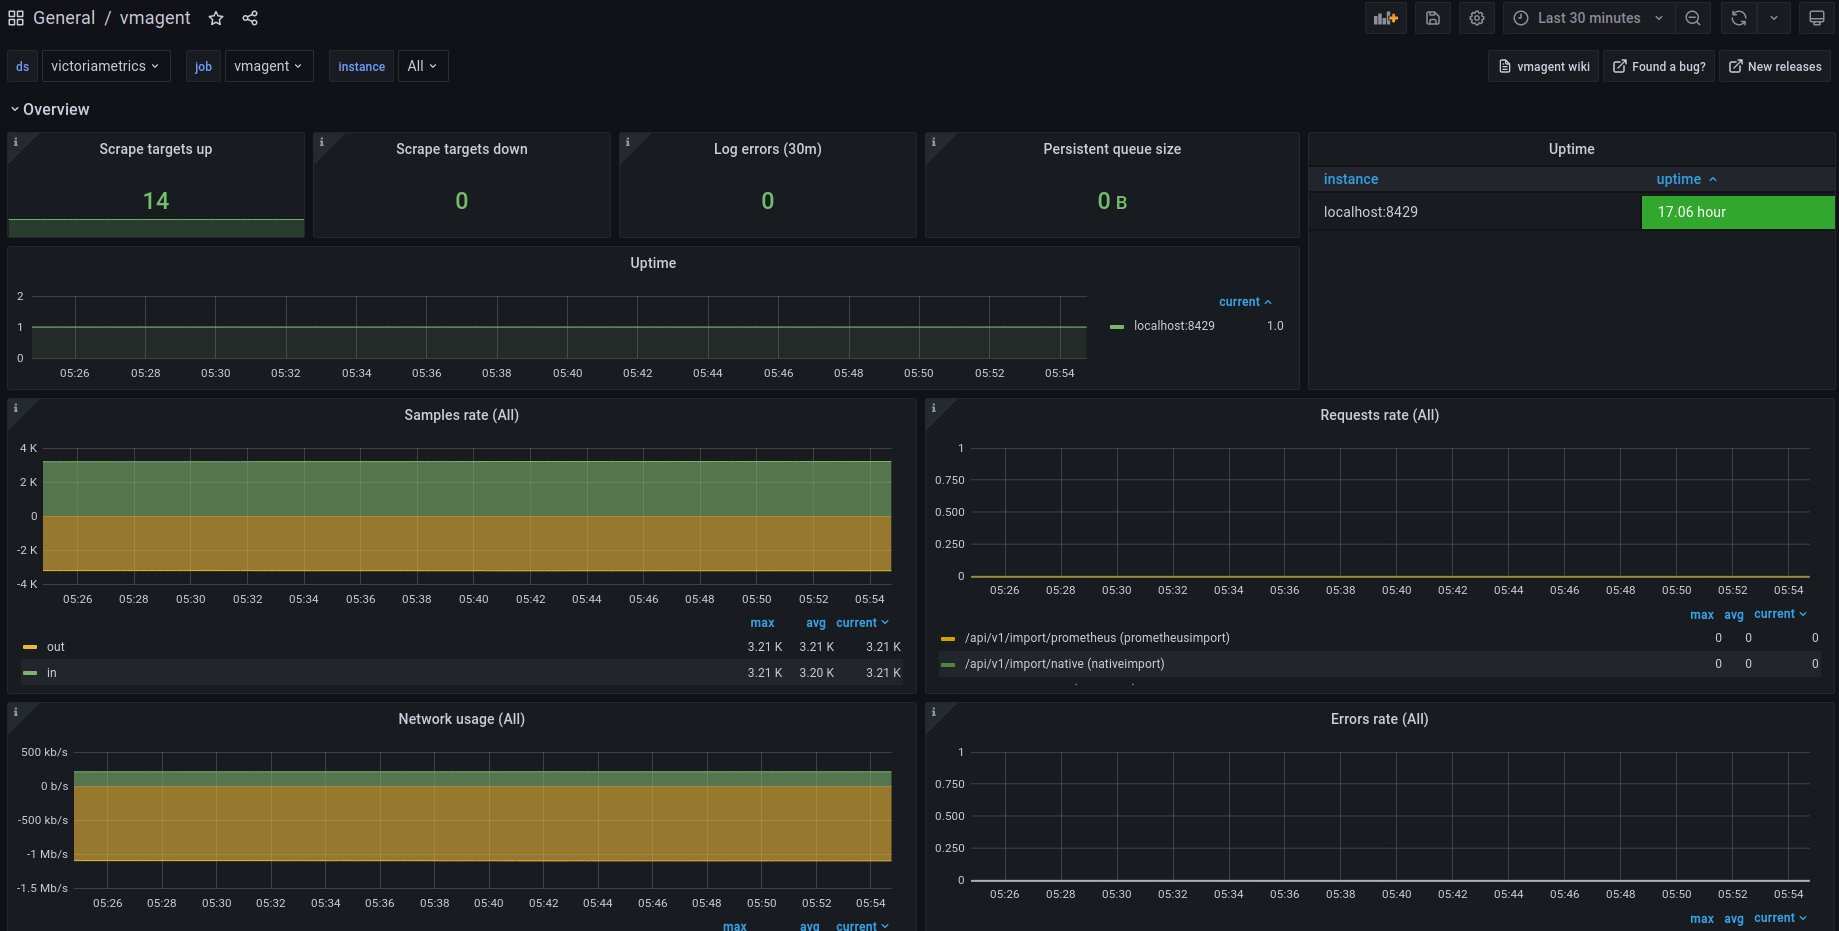 General / vmagent
Last 30 minutes
ds victoriametrics job vmagent instance All
vmagent wiki Found a bug? New releases
Overview
Scrape targets up
14
Scrape targets down
0
Log errors (30m)
0
Persistent queue size
0 B
Uptime
instance uptime
localhost:8429 17.06 hour
Uptime
2
1
0
05:26 05:28 05:30 05:32 05:34 05:36 05:38 05:40 05:42 05:44 05:46 05:48 05:50 05:52 05:54
current
localhost:8429 1.0
Samples rate (All)
4 K
2 K
0
-2 K
-4 K
05:26 05:28 05:30 05:32 05:34 05:36 05:38 05:40 05:42 05:44 05:46 05:48 05:50 05:52 05:54
max avg current
out 3.21 K 3.21 K 3.21 K
in 3.21 K 3.20 K 3.21 K
Requests rate (All)
1
0.750
0.500
0.250
0
05:26 05:28 05:30 05:32 05:34 05:36 05:38 05:40 05:42 05:44 05:46 05:48 05:50 05:52 05:54
max avg current
/api/v1/import/prometheus (prometheusimport) 0 0 0
/api/v1/import/native (nativeimport) 0 0 0
Network usage (All)
500 kb/s
0 b/s
-500 kb/s
-1 Mb/s
-1.5 Mb/s
05:26 05:28 05:30 05:32 05:34 05:36 05:38 05:40 05:42 05:44 05:46 05:48 05:50 05:52 05:54
max avg current
Errors rate (All)
1
0.750
0.500
0.250
0
05:26 05:28 05:30 05:32 05:34 05:36 05:38 05:40 05:42 05:44 05:46 05:48 05:50 05:52 05:54
max avg current